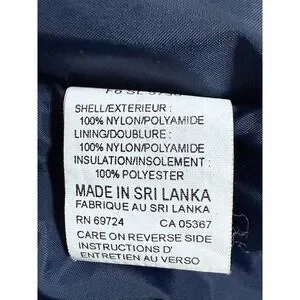 SHELL/EXTERIEUR :
100% NYLON/POLYAMIDE
LINING/DOUBLURE :
100% NYLON/POLYAMIDE
INSULATION/INSOLEMENT :
100% POLYESTER
MADE IN SRI LANKA
FABRIQUE AU SRI LANKA
RN 69724 CA 05367
CARE ON REVERSE SIDE
INSTRUCTIONS D'
ENTRETIEN AU VERSO